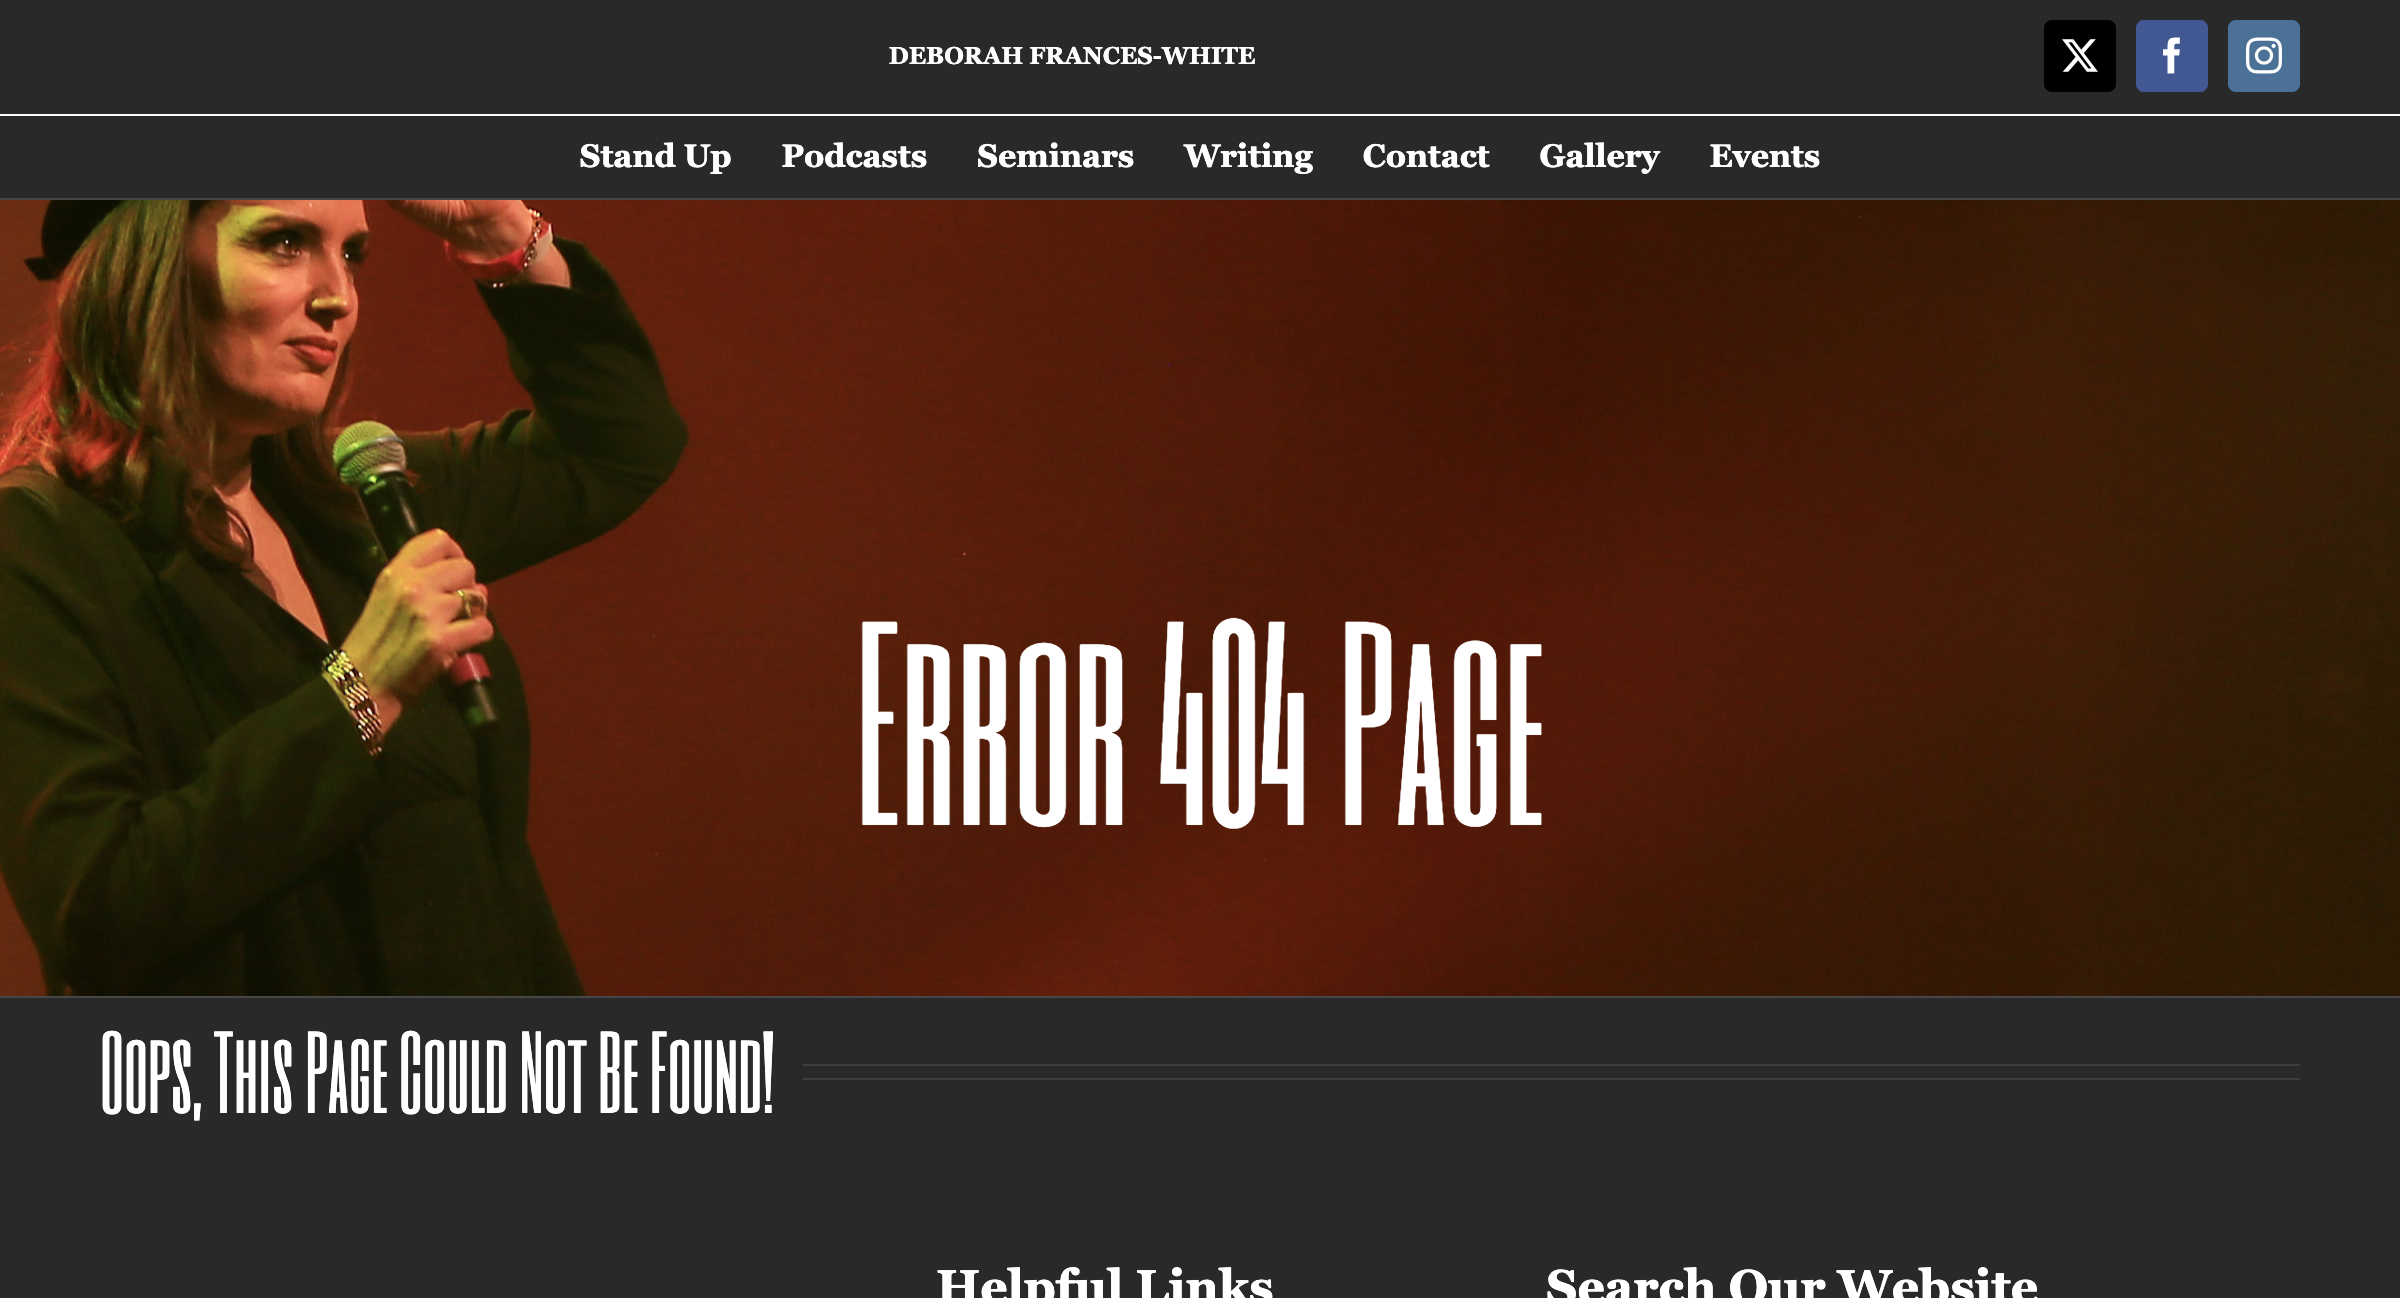 DEBORAH FRANCES-WHITE
Stand Up Podcasts Seminars Writing Contact Gallery Events
Error 404 Page
Oops, This Page Could Not Be Found!
Helpful Links Search Our Website